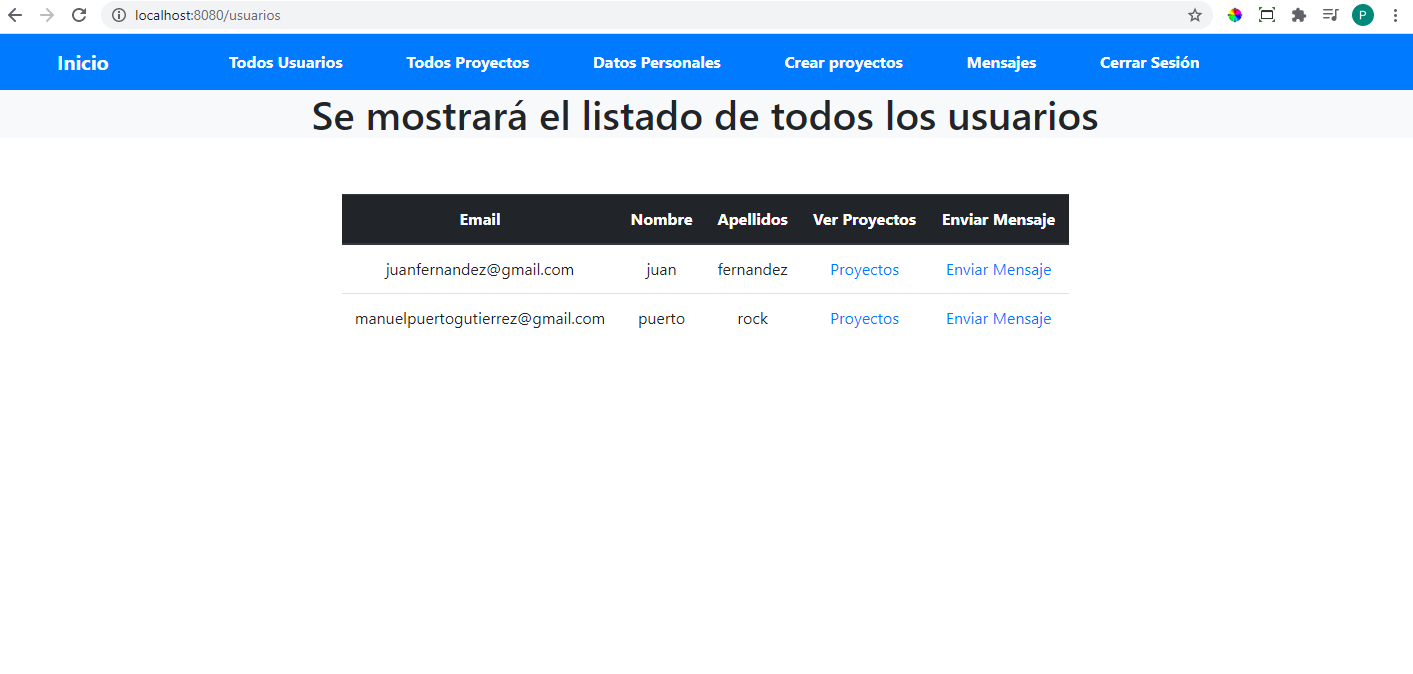 localhost:8080/usuarios
P
Inicio Todos Usuarios Todos Proyectos Datos Personales Crear proyectos Mensajes Cerrar Sesión
Se mostrará el listado de todos los usuarios
Email Nombre Apellidos Ver Proyectos Enviar Mensaje
juanfernandez@gmail.com juan fernandez Proyectos Enviar Mensaje
manuelpuertogutierrez@gmail.com puerto rock Proyectos Enviar Mensaje